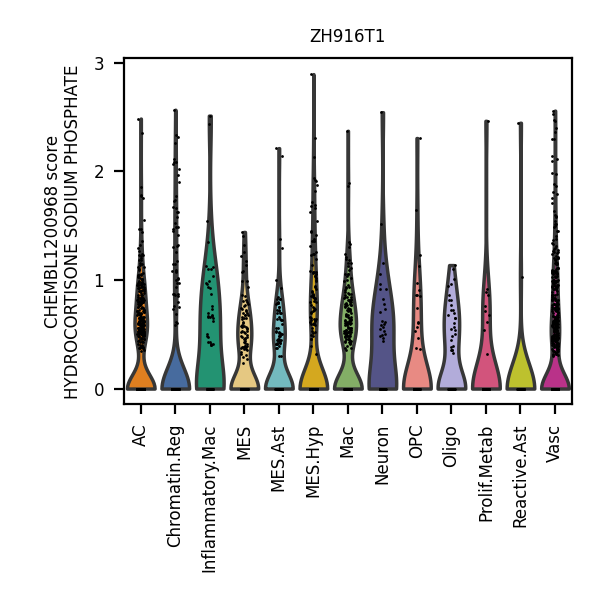 ZH916T1
CHEMBL1200968 score
HYDROCORTISONE SODIUM PHOSPHATE
3
2
1
0
AC
Chromatin.Reg
Inflammatory.Mac
MES
MES.Ast
MES.Hyp
Mac
Neuron
OPC
Oligo
Prolif.Metab
Reactive.Ast
Vasc